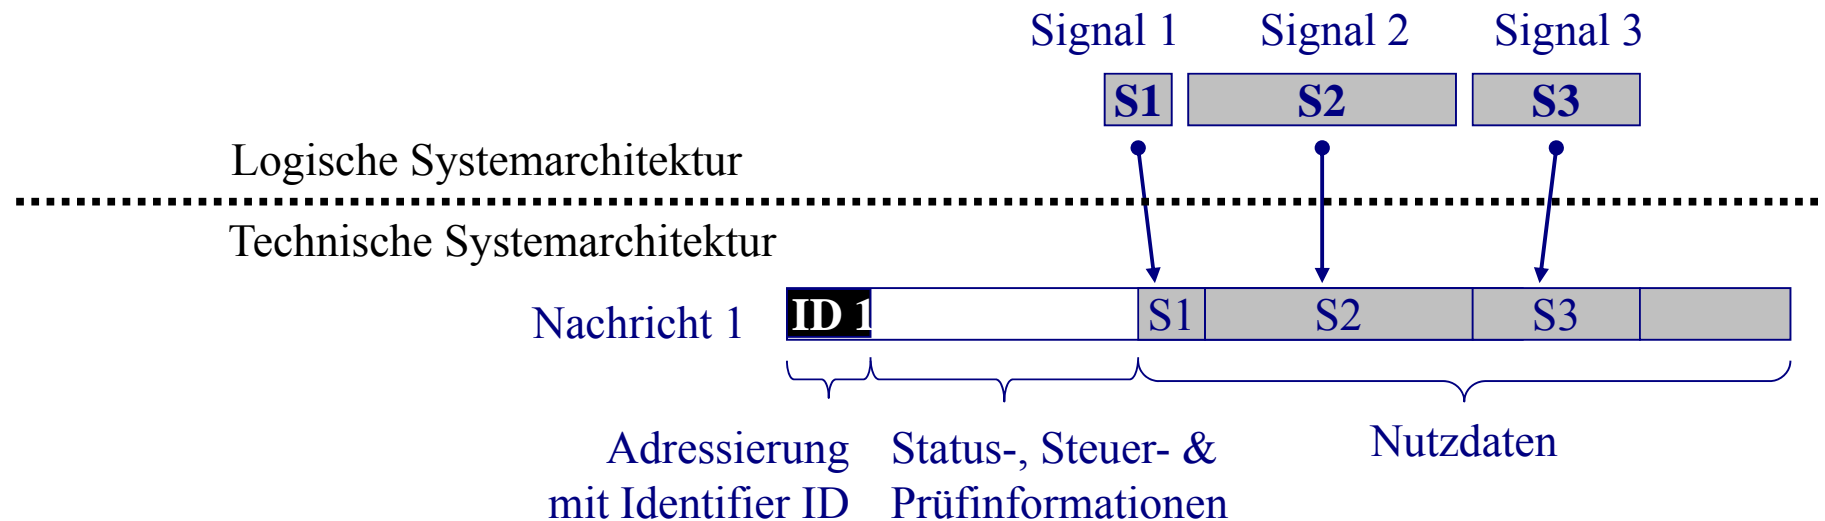 Signal 1 Signal 2 Signal 3
S1 S2 S3
Logische Systemarchitektur
Technische Systemarchitektur
Nachricht 1 ID 1 S1 S2 S3
Adressierung
mit Identifier ID
Status-, Steuer- &
Prüfinformationen
Nutzdaten